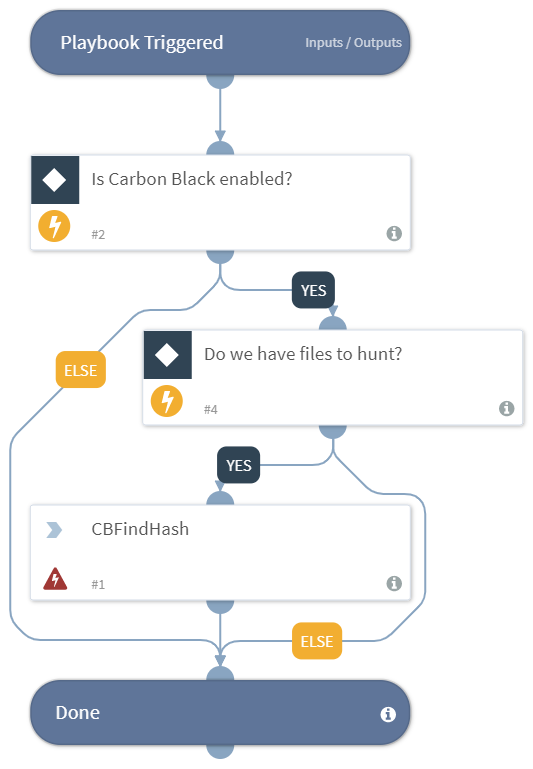 Playbook Triggered
Inputs / Outputs
Is Carbon Black enabled?
#2
YES
Do we have files to hunt?
ELSE
#4
YES
CBFindHash
#1
ELSE
Done